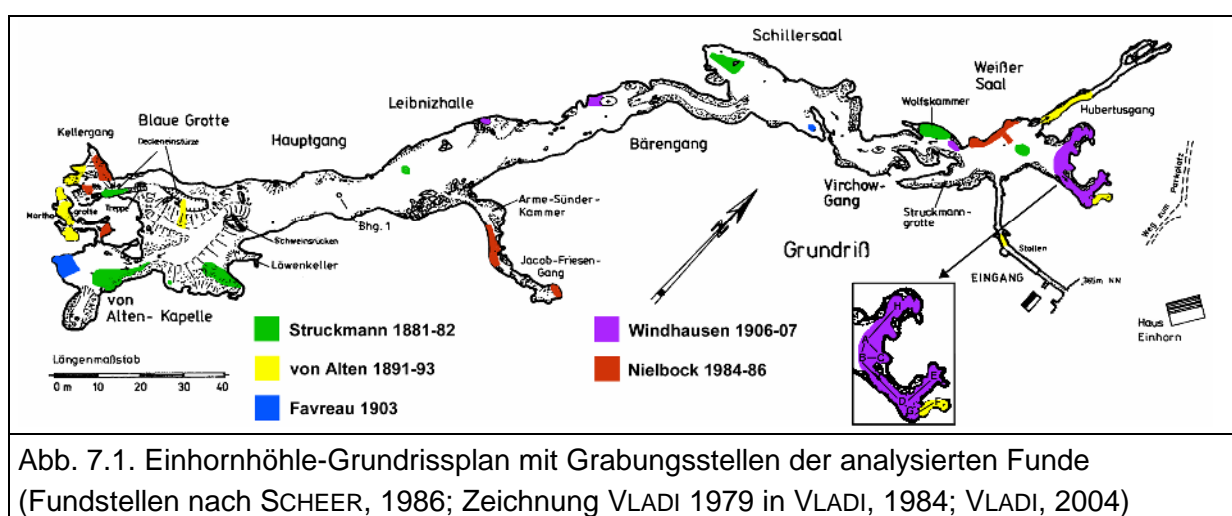 Schillersaal
Weißer
Saal
Wolfskammer
Hubertusgang
Leibnizhalle
Kellergang
Blaue Grotte
Deckeneinstürze
Hauptgang
Bärengang
Parkplatz
Weg zum
Treppe
grotte
Virchow-
Gang
Arme-Sünder-
Kammer
Struckmann-
grotte
Bhg. 1
Schweinsrücken
Grundriß
Stollen
Löwenkeller
Jacob-Friesen-
Gang
EINGANG
von
Alten-Kapelle
Haus
Einhorn
H
A
B
C
E
D
F
G
Struckmann 1881-82
von Alten 1891-93
Favreau 1903
Windhausen 1906-07
Nielbock 1984-86
Längenmaßstab
0 m 10 20 30 40
Abb. 7.1. Einhornhöhle-Grundrissplan mit Grabungsstellen der analysierten Funde
(Fundstellen nach SCHEER, 1986; Zeichnung VLADI 1979 in VLADI, 1984; VLADI, 2004)